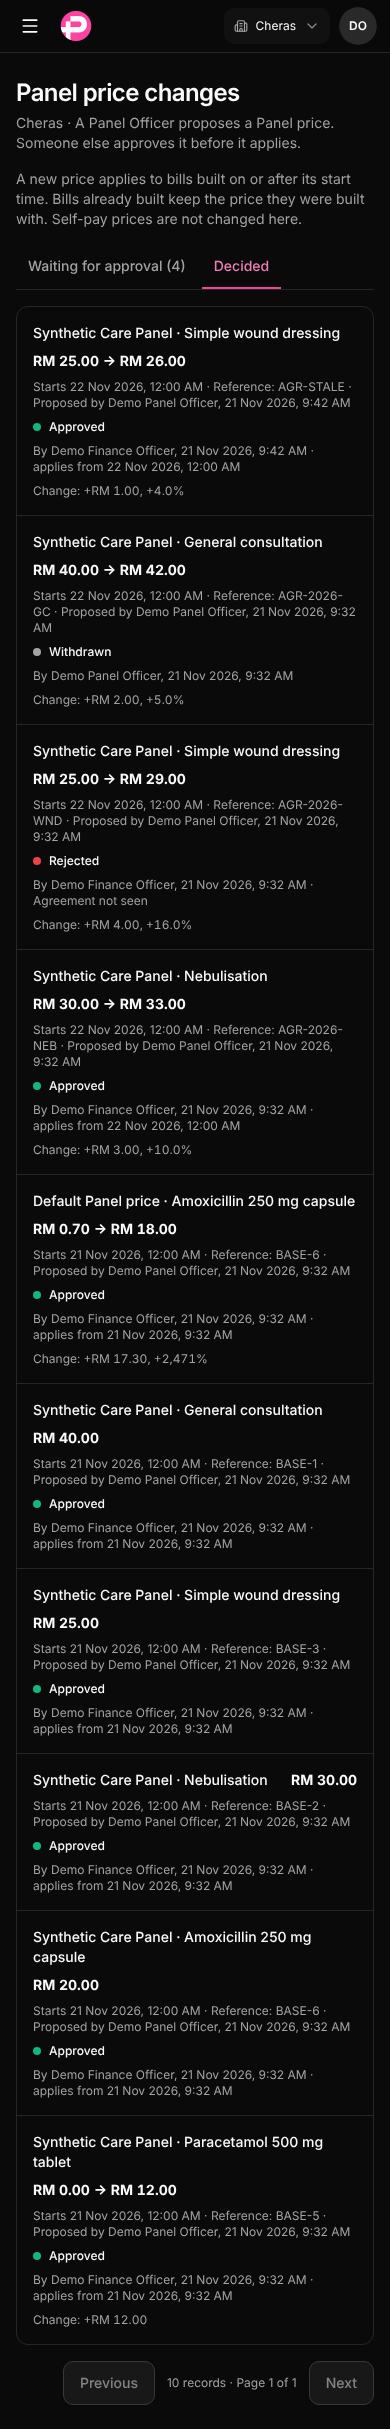 Cheras
DO
Panel price changes
Cheras · A Panel Officer proposes a Panel price.
Someone else approves it before it applies.
A new price applies to bills built on or after its start
time. Bills already built keep the price they were built
with. Self-pay prices are not changed here.
Waiting for approval (4)
Decided
Synthetic Care Panel · Simple wound dressing
RM 25.00 → RM 26.00
Starts 22 Nov 2026, 12:00 AM · Reference: AGR-STALE ·
Proposed by Demo Panel Officer, 21 Nov 2026, 9:42 AM
Approved
By Demo Finance Officer, 21 Nov 2026, 9:42 AM ·
applies from 22 Nov 2026, 12:00 AM
Change: +RM 1.00, +4.0%
Synthetic Care Panel · General consultation
RM 40.00 → RM 42.00
Starts 22 Nov 2026, 12:00 AM · Reference: AGR-2026-
GC · Proposed by Demo Panel Officer, 21 Nov 2026, 9:32
AM
Withdrawn
By Demo Panel Officer, 21 Nov 2026, 9:32 AM
Change: +RM 2.00, +5.0%
Synthetic Care Panel · Simple wound dressing
RM 25.00 → RM 29.00
Starts 22 Nov 2026, 12:00 AM · Reference: AGR-2026-
WND · Proposed by Demo Panel Officer, 21 Nov 2026,
9:32 AM
Rejected
By Demo Finance Officer, 21 Nov 2026, 9:32 AM ·
Agreement not seen
Change: +RM 4.00, +16.0%
Synthetic Care Panel · Nebulisation
RM 30.00 → RM 33.00
Starts 22 Nov 2026, 12:00 AM · Reference: AGR-2026-
NEB · Proposed by Demo Panel Officer, 21 Nov 2026,
9:32 AM
Approved
By Demo Finance Officer, 21 Nov 2026, 9:32 AM ·
applies from 22 Nov 2026, 12:00 AM
Change: +RM 3.00, +10.0%
Default Panel price · Amoxicillin 250 mg capsule
RM 0.70 → RM 18.00
Starts 21 Nov 2026, 12:00 AM · Reference: BASE-6 ·
Proposed by Demo Panel Officer, 21 Nov 2026, 9:32 AM
Approved
By Demo Finance Officer, 21 Nov 2026, 9:32 AM ·
applies from 21 Nov 2026, 9:32 AM
Change: +RM 17.30, +2,471%
Synthetic Care Panel · General consultation
RM 40.00
Starts 21 Nov 2026, 12:00 AM · Reference: BASE-1 ·
Proposed by Demo Panel Officer, 21 Nov 2026, 9:32 AM
Approved
By Demo Finance Officer, 21 Nov 2026, 9:32 AM ·
applies from 21 Nov 2026, 9:32 AM
Synthetic Care Panel · Simple wound dressing
RM 25.00
Starts 21 Nov 2026, 12:00 AM · Reference: BASE-3 ·
Proposed by Demo Panel Officer, 21 Nov 2026, 9:32 AM
Approved
By Demo Finance Officer, 21 Nov 2026, 9:32 AM ·
applies from 21 Nov 2026, 9:32 AM
Synthetic Care Panel · Nebulisation RM 30.00
Starts 21 Nov 2026, 12:00 AM · Reference: BASE-2 ·
Proposed by Demo Panel Officer, 21 Nov 2026, 9:32 AM
Approved
By Demo Finance Officer, 21 Nov 2026, 9:32 AM ·
applies from 21 Nov 2026, 9:32 AM
Synthetic Care Panel · Amoxicillin 250 mg
capsule
RM 20.00
Starts 21 Nov 2026, 12:00 AM · Reference: BASE-6 ·
Proposed by Demo Panel Officer, 21 Nov 2026, 9:32 AM
Approved
By Demo Finance Officer, 21 Nov 2026, 9:32 AM ·
applies from 21 Nov 2026, 9:32 AM
Synthetic Care Panel · Paracetamol 500 mg
tablet
RM 0.00 → RM 12.00
Starts 21 Nov 2026, 12:00 AM · Reference: BASE-5 ·
Proposed by Demo Panel Officer, 21 Nov 2026, 9:32 AM
Approved
By Demo Finance Officer, 21 Nov 2026, 9:32 AM ·
applies from 21 Nov 2026, 9:32 AM
Change: +RM 12.00
Previous
10 records · Page 1 of 1
Next